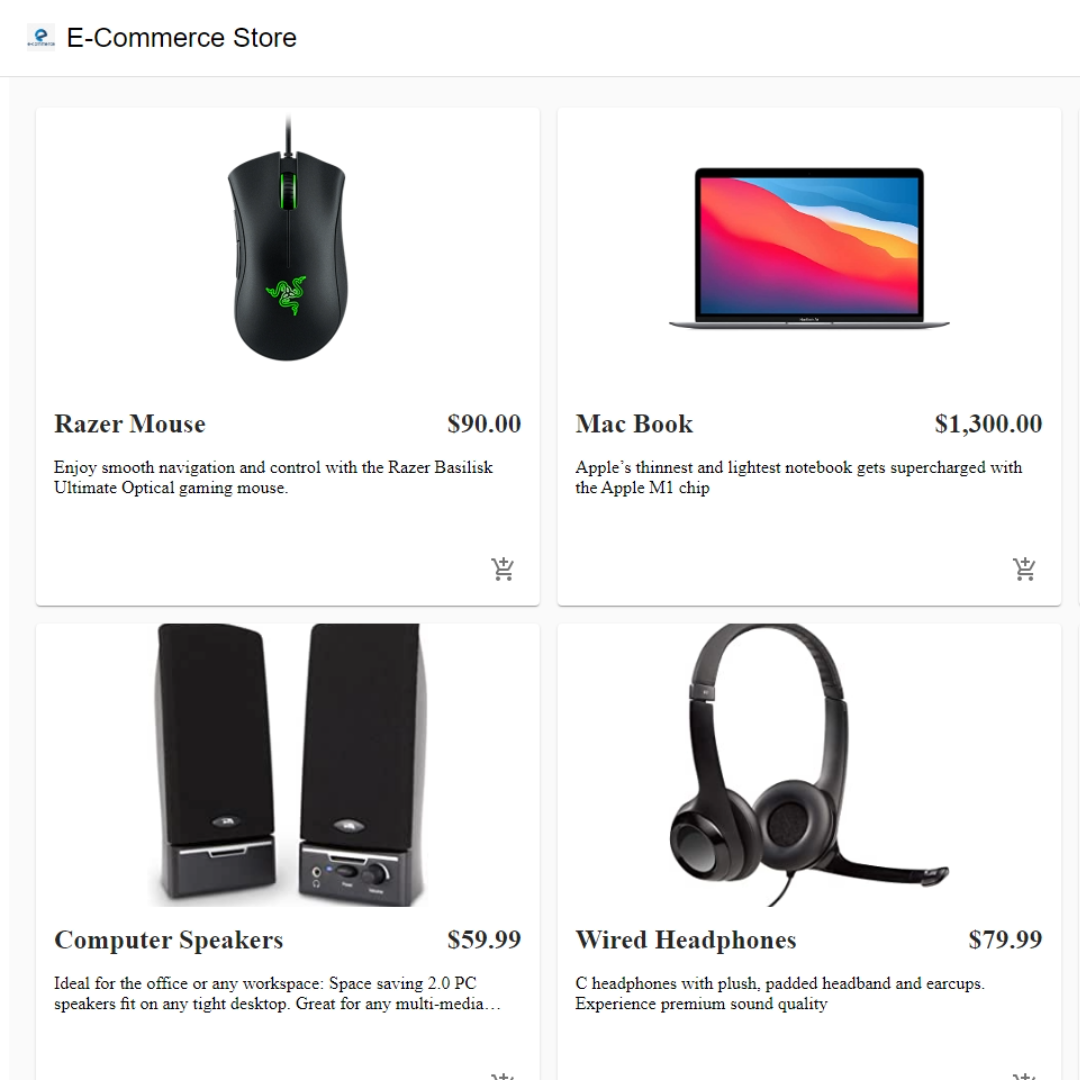 E-Commerce Store
Razer Mouse $90.00
Enjoy smooth navigation and control with the Razer Basilisk
Ultimate Optical gaming mouse.
Mac Book $1,300.00
Apple’s thinnest and lightest notebook gets supercharged with
the Apple M1 chip
Computer Speakers $59.99
Ideal for the office or any workspace: Space saving 2.0 PC
speakers fit on any tight desktop. Great for any multi-media…
Wired Headphones $79.99
C headphones with plush, padded headband and earcups.
Experience premium sound quality